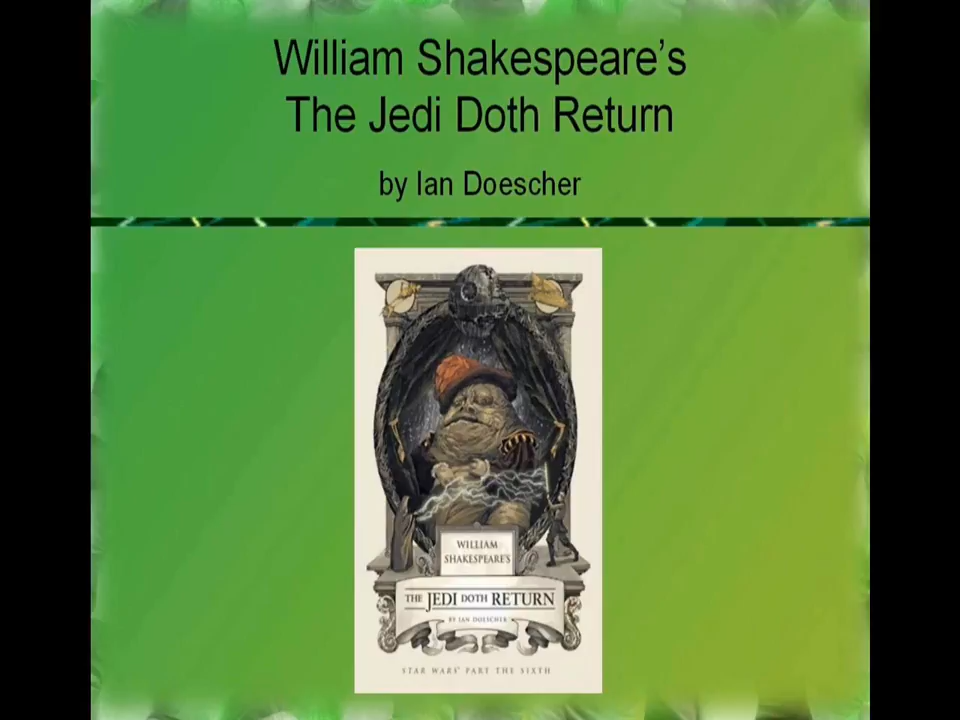 William Shakespeare’s
The Jedi Doth Return
by Ian Doescher
WILLIAM
SHAKESPEARE'S
THE JEDI DOTH RETURN
BY IAN DOESCHER
STAR WARS® PART THE SIXTH